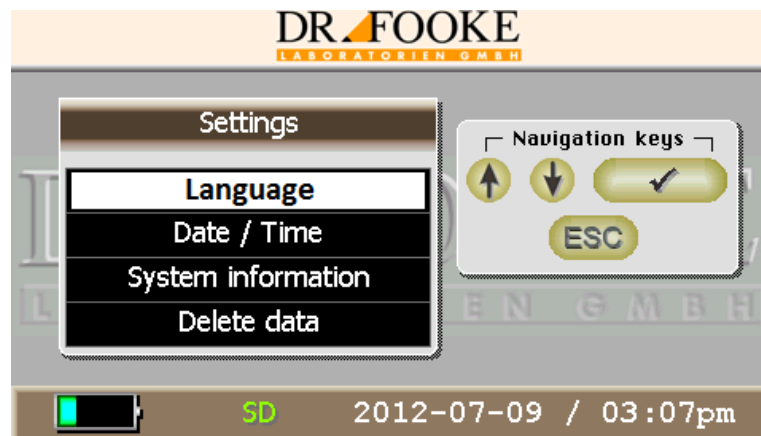 DR. FOOKE
LABORATORIEN GMBH
Settings
Language
Date / Time
System information
Delete data
Navigation keys
ESC
SD 2012-07-09 / 03:07pm